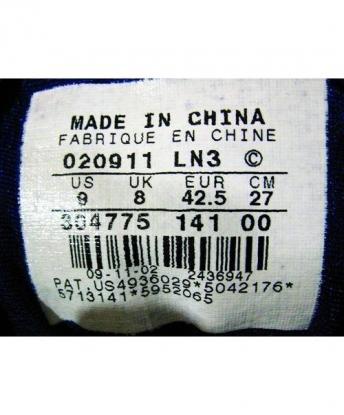 MADE IN CHINA
FABRIQUE EN CHINE
020911 LN3 ©
US UK EUR CM
9 8 42.5 27
304775 141 00
09-11-02 2436947
PAT.US4936029*5042176*
5713141*5952065